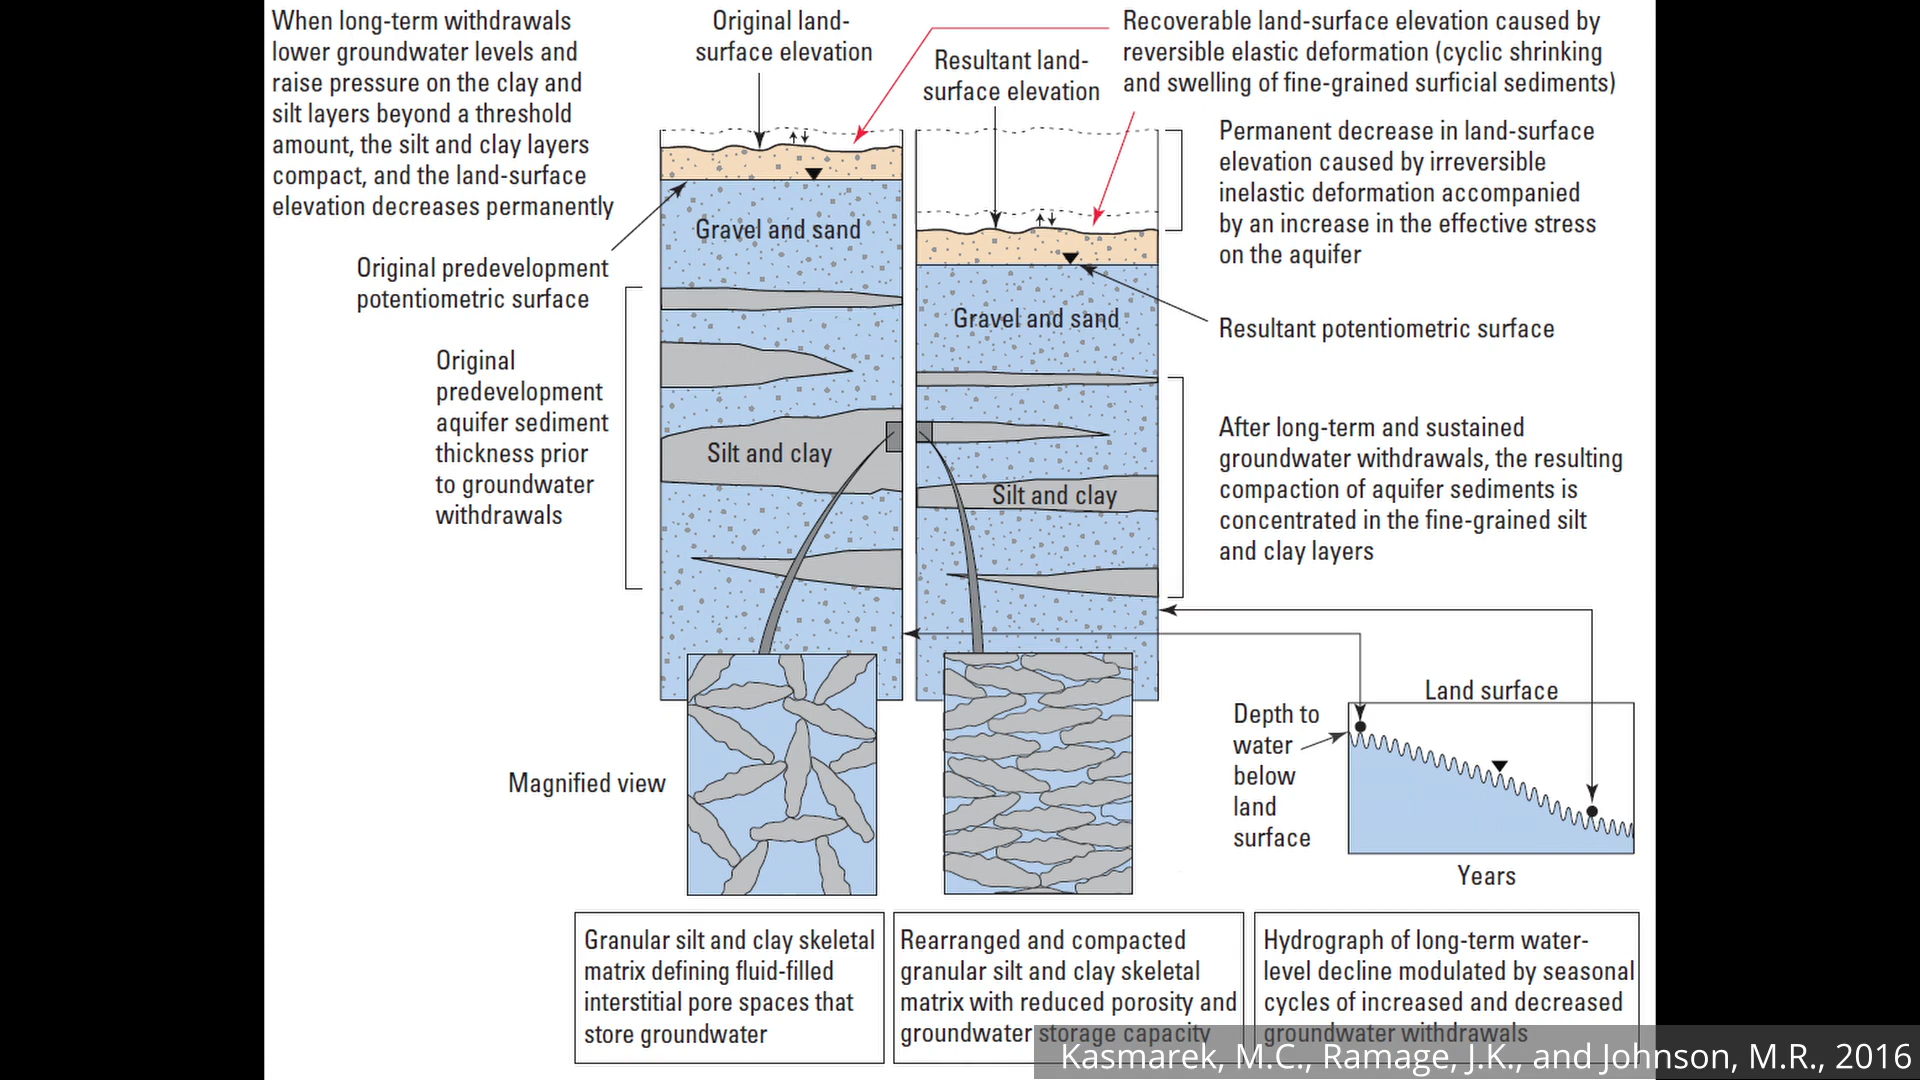 When long-term withdrawals
lower groundwater levels and
raise pressure on the clay and
silt layers beyond a threshold
amount, the silt and clay layers
compact, and the land-surface
elevation decreases permanently
Original land-
surface elevation
Resultant land-
surface elevation
Recoverable land-surface elevation caused by
reversible elastic deformation (cyclic shrinking
and swelling of fine-grained surficial sediments)
Permanent decrease in land-surface
elevation caused by irreversible
inelastic deformation accompanied
by an increase in the effective stress
on the aquifer
Original predevelopment
potentiometric surface
Gravel and sand
Gravel and sand
Resultant potentiometric surface
Original
predevelopment
aquifer sediment
thickness prior
to groundwater
withdrawals
Silt and clay
Silt and clay
After long-term and sustained
groundwater withdrawals, the resulting
compaction of aquifer sediments is
concentrated in the fine-grained silt
and clay layers
Magnified view
Land surface
Depth to
water
below
land
surface
Years
Granular silt and clay skeletal
matrix defining fluid-filled
interstitial pore spaces that
store groundwater
Rearranged and compacted
granular silt and clay skeletal
matrix with reduced porosity and
groundwater storage capacity
Hydrograph of long-term water-
level decline modulated by seasonal
cycles of increased and decreased
groundwater withdrawals
Kasmarek, M.C., Ramage, J.K., and Johnson, M.R., 2016